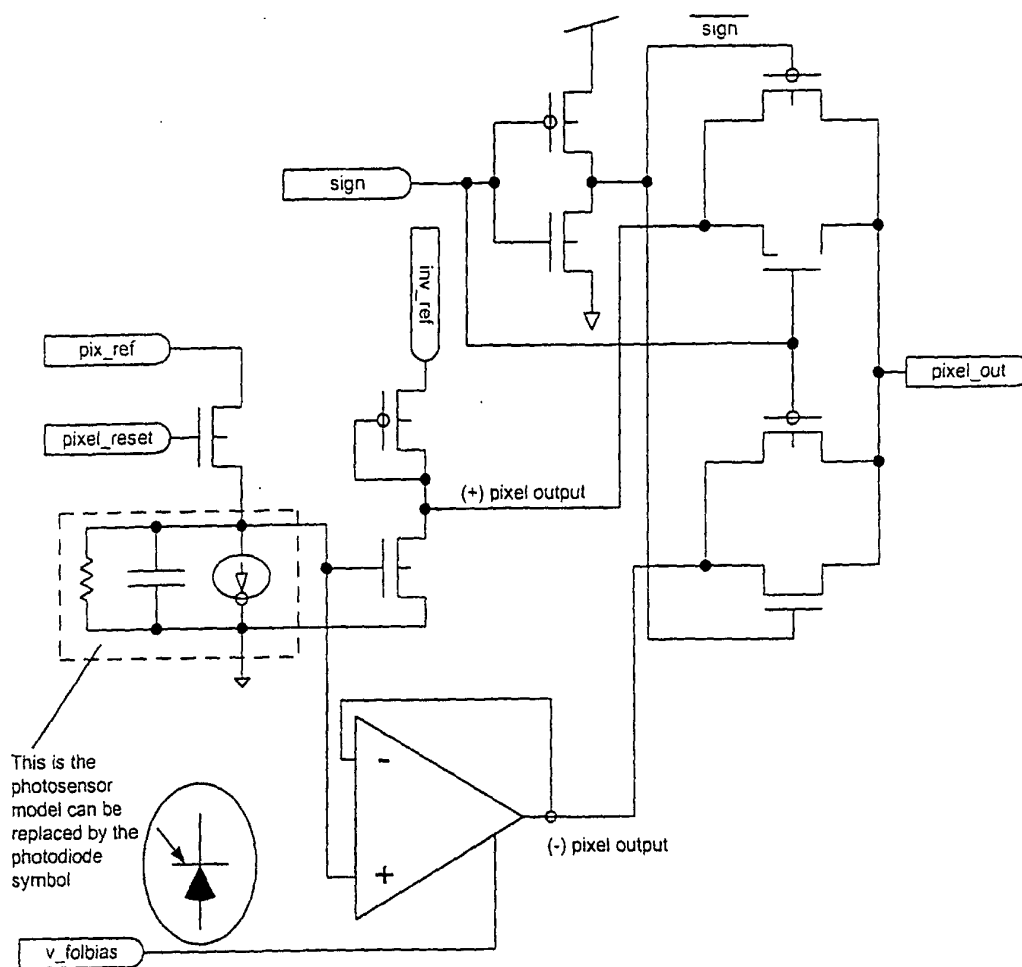 sign
sign
inv_ref
pix_ref
pixel_out
pixel_reset
(+) pixel output
This is the
photosensor
model can be
replaced by the
photodiode
symbol
-
+
(-) pixel output
v_folbias